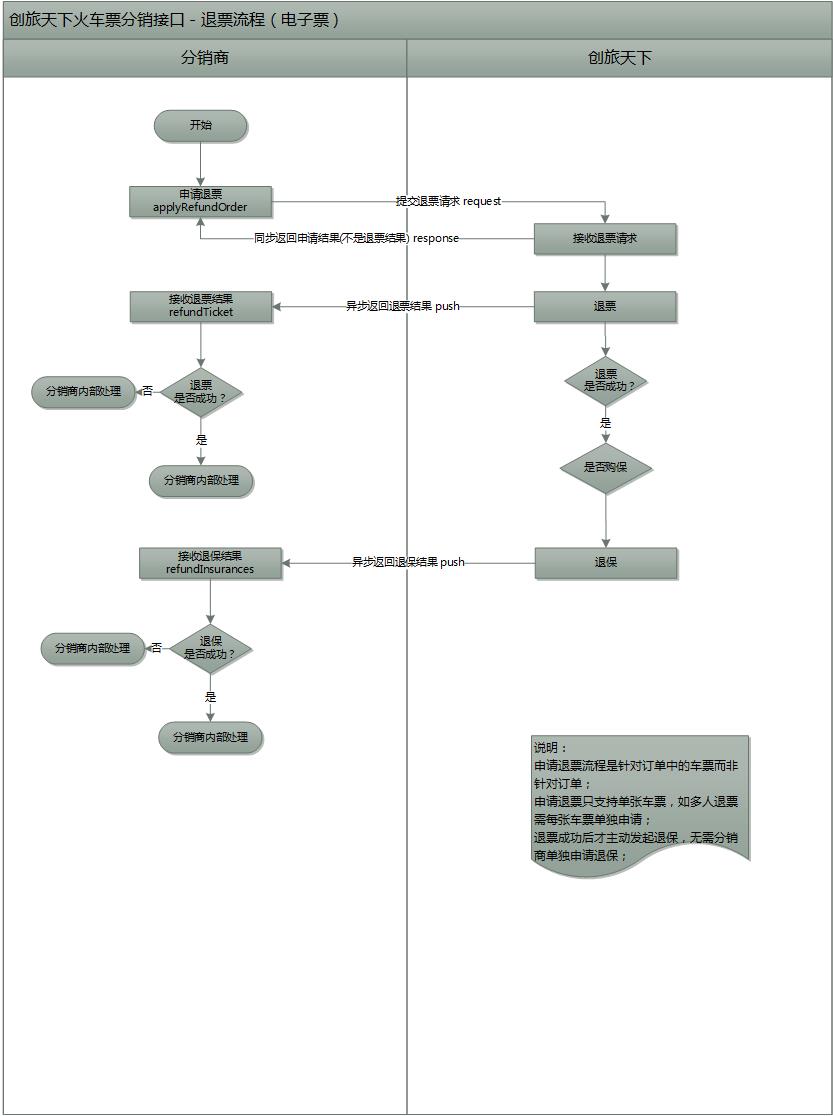 创旅天下火车票分销接口 - 退票流程（电子票）
分销商
创旅天下
开始
申请退票
applyRefundOrder
提交退票请求 request
同步返回申请结果(不是退票结果) response
接收退票请求
接收退票结果
refundTicket
异步返回退票结果 push
退票
退票
是否成功？
否
分销商内部处理
是
分销商内部处理
退票
是否成功？
是
是否购保
接收退保结果
refundInsurances
异步返回退保结果 push
退保
退保
是否成功？
否
分销商内部处理
是
分销商内部处理
说明：
申请退票流程是针对订单中的车票而非
针对订单；
申请退票只支持单张车票，如多人退票
需每张车票单独申请；
退票成功后才主动发起退保，无需分销
商单独申请退保；